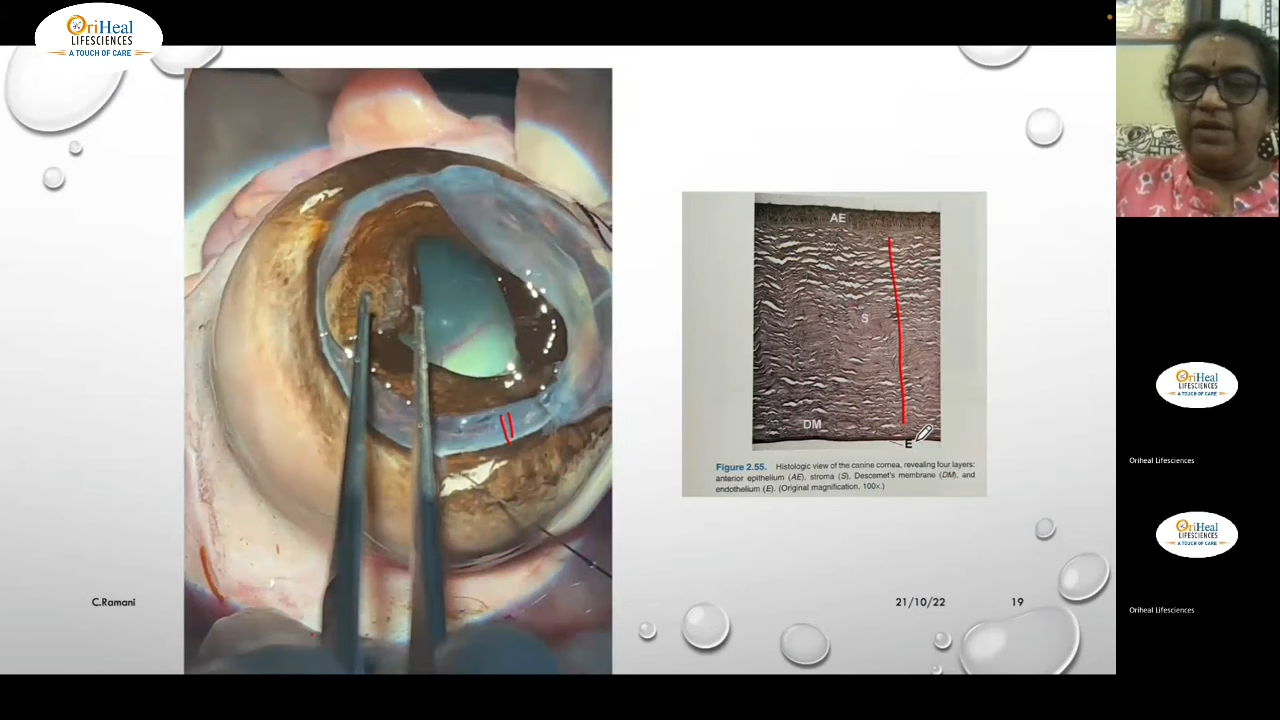 OriHeal
LIFESCIENCES
A TOUCH OF CARE
AE
S
DM
E
Figure 2.55. Histologic view of the canine cornea, revealing four layers:
anterior epithelium (AE), stroma (S), Descemet's membrane (DM), and
endothelium (E). (Original magnification, 100×.)
C.Ramani
21/10/22
19
OriHeal
LIFESCIENCES
A TOUCH OF CARE
Oriheal Lifesciences
OriHeal
LIFESCIENCES
A TOUCH OF CARE
Oriheal Lifesciences